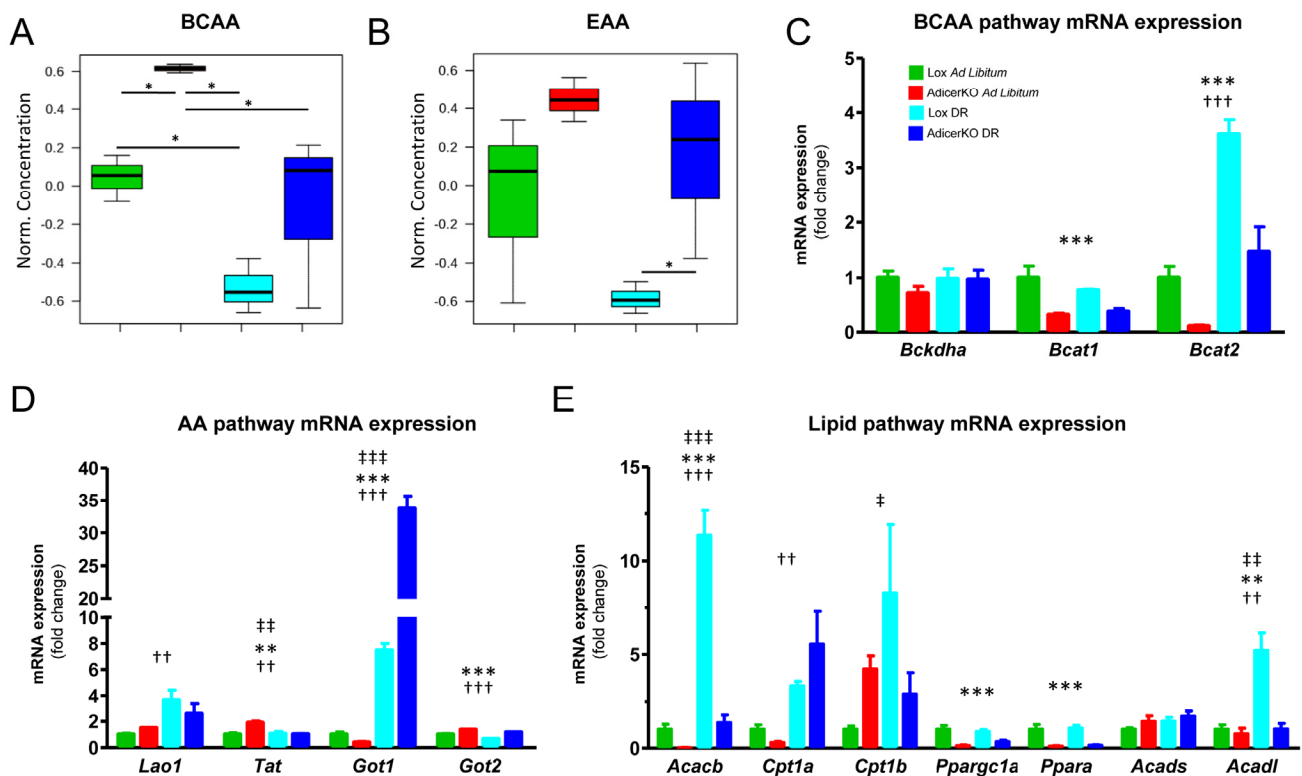 A
BCAA
Norm. Concentration
0.6
0.4
0.2
0.0
-0.2
-0.4
-0.6
*
*
*
*
B
EAA
Norm. Concentration
0.6
0.4
0.2
0.0
-0.2
-0.4
-0.6
*
C
BCAA pathway mRNA expression
mRNA expression
(fold change)
5
4
3
2
1
0
Lox Ad Libitum
AdicerKO Ad Libitum
Lox DR
AdicerKO DR
***
***
†††
Bckdha
Bcat1
Bcat2
D
AA pathway mRNA expression
mRNA expression
(fold change)
40
35
30
25
20
8
6
4
2
0
††
‡‡
**
††
‡‡‡
***
†††
***
†††
Lao1
Tat
Got1
Got2
E
Lipid pathway mRNA expression
mRNA expression
(fold change)
15
10
5
0
‡‡‡
***
†††
††
‡
***
***
‡‡
**
††
Acacb
Cpt1a
Cpt1b
Ppargc1a
Ppara
Acads
Acadl